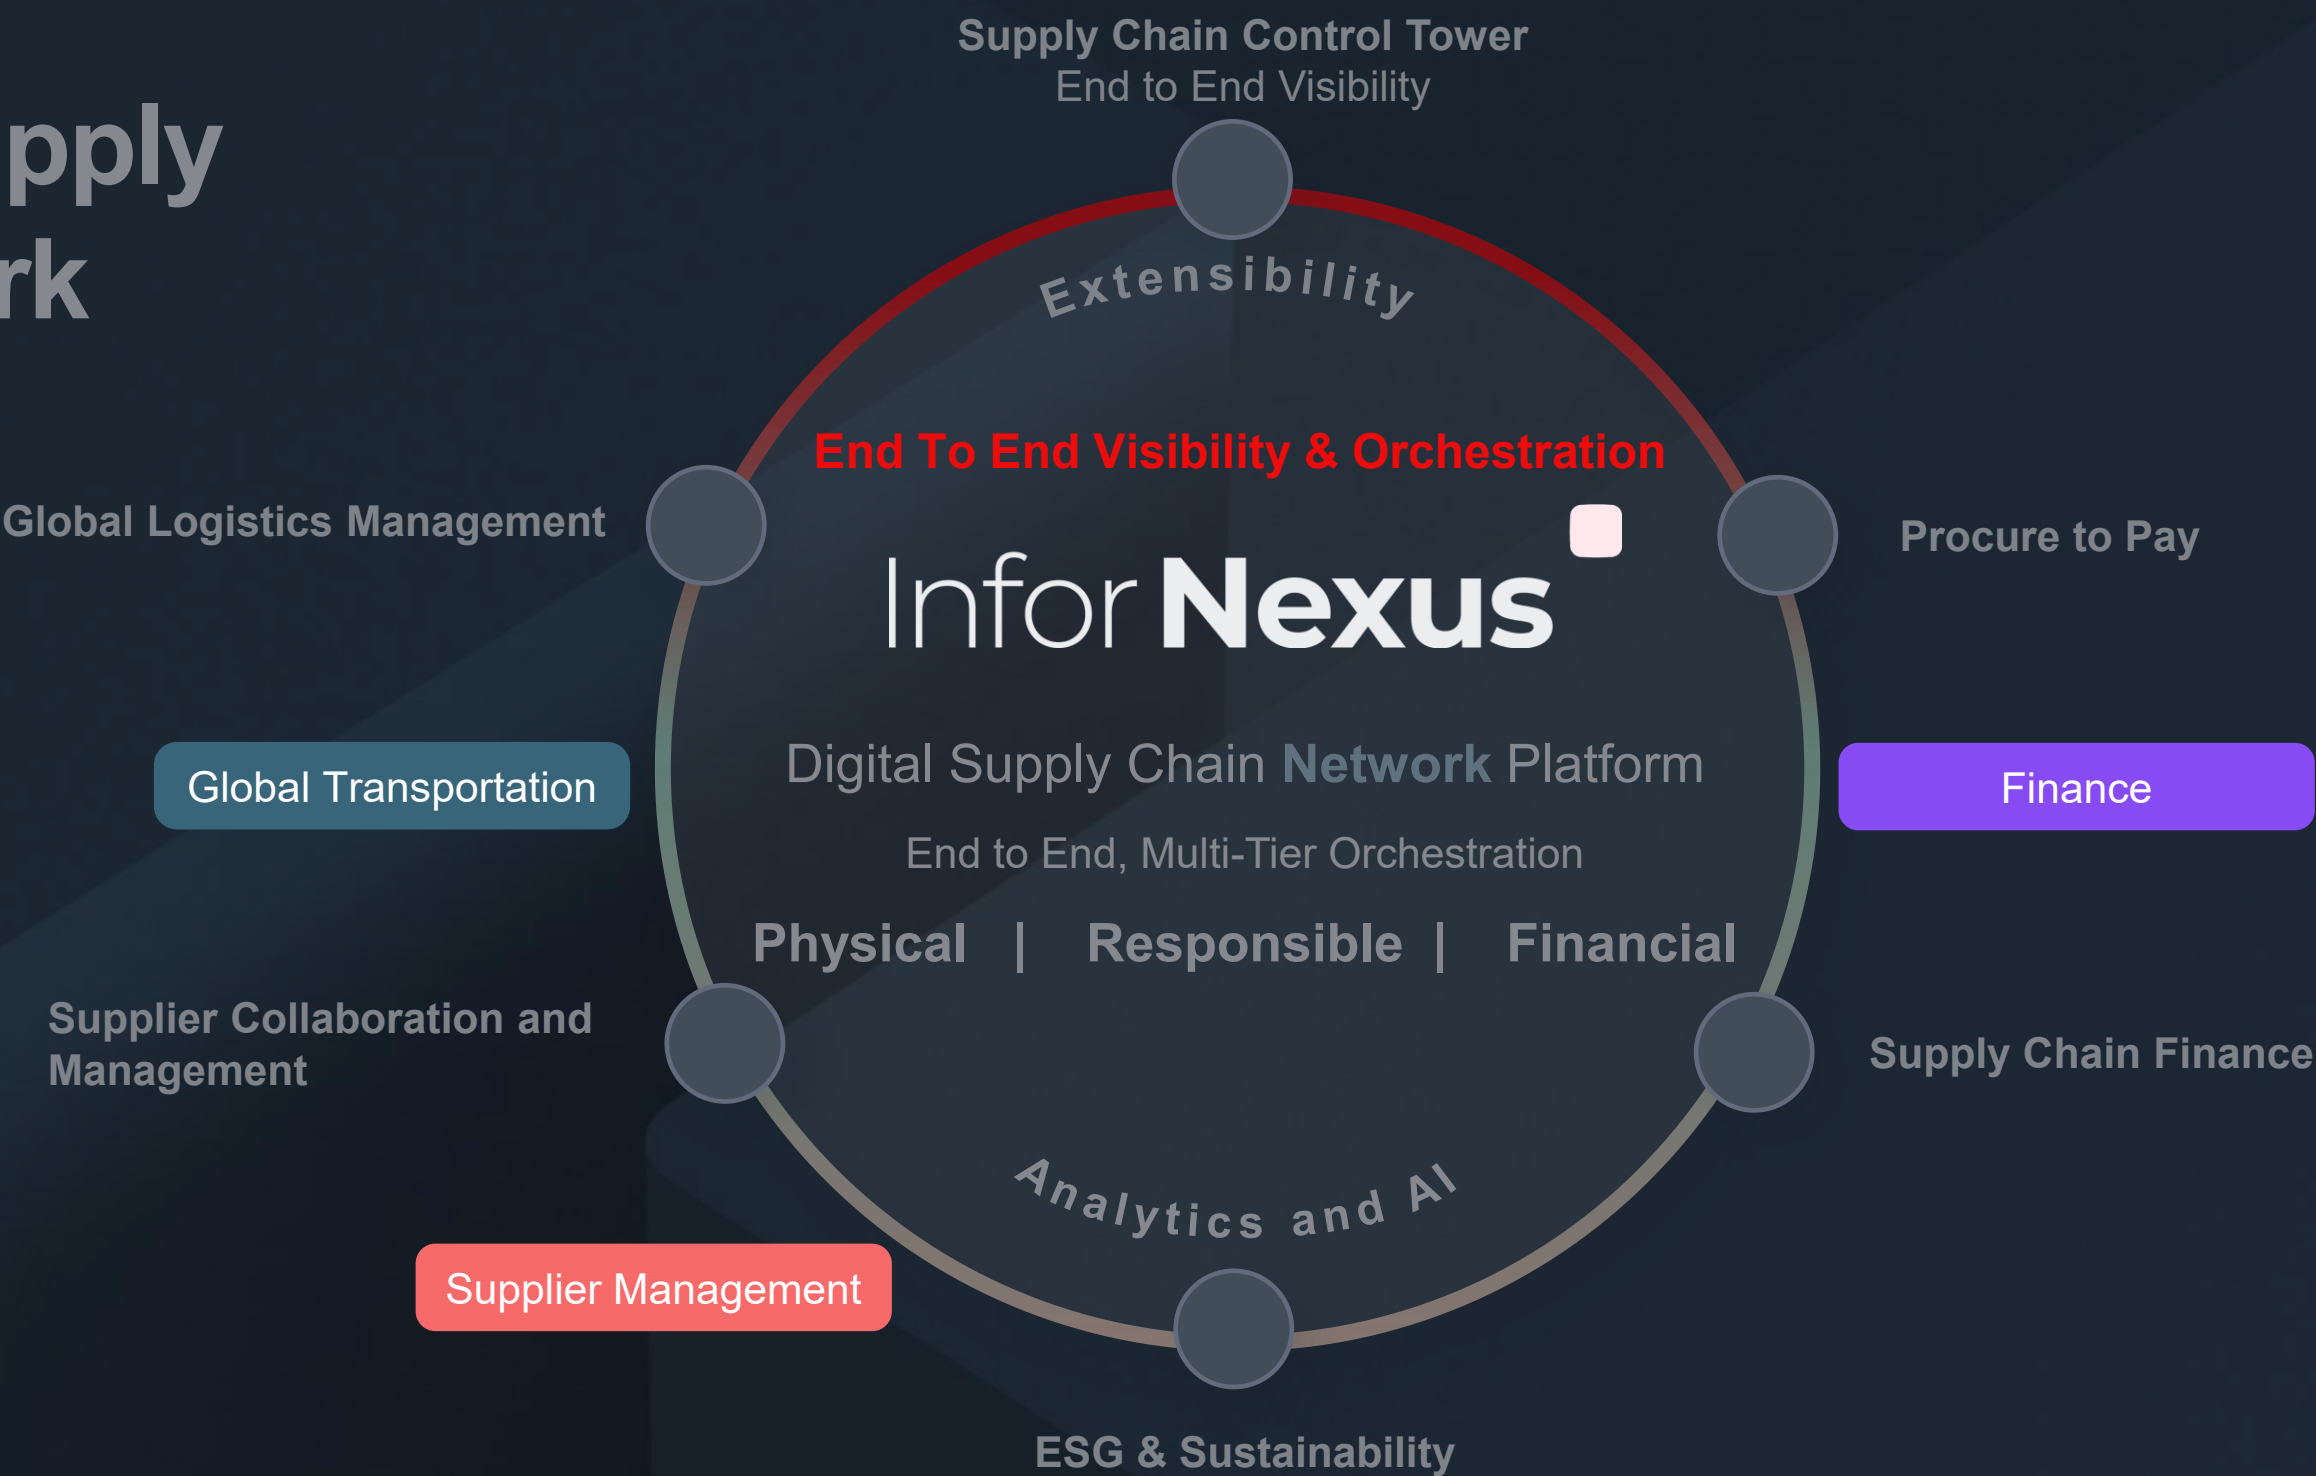 Supply Chain Control Tower
End to End Visibility
pply
rk
Extensibility
End To End Visibility & Orchestration
Global Logistics Management
Procure to Pay
Infor Nexus
Digital Supply Chain Network Platform
Global Transportation
Finance
End to End, Multi-Tier Orchestration
Physical | Responsible | Financial
Supplier Collaboration and
Management
Supply Chain Finance
Analytics and AI
Supplier Management
ESG & Sustainability